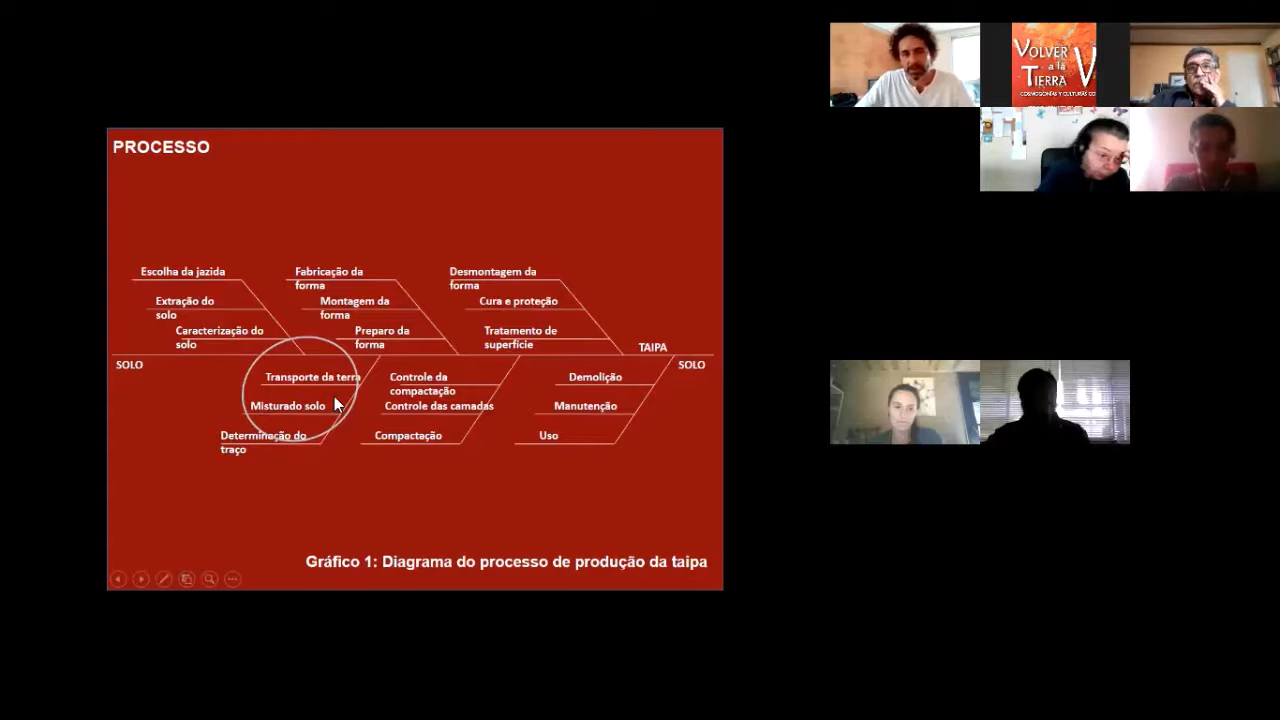 PROCESSO
Escolha da jazida
Extração do
solo
Caracterização do
solo
Fabricação da
forma
Montagem da
forma
Preparo da
forma
Desmontagem da
forma
Cura e proteção
Tratamento de
superfície
TAIPA
SOLO
SOLO
Transporte da terra
Misturado solo
Determinação do
traço
Controle da
compactação
Controle das camadas
Compactação
Demolição
Manutenção
Uso
Gráfico 1: Diagrama do processo de produção da taipa
VOLVER
a la
TIERRA
V
COSMOGONÍAS Y CULTURAS CO